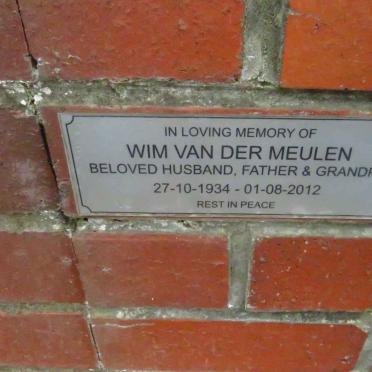 IN LOVING MEMORY OF
WIM VAN DER MEULEN
BELOVED HUSBAND, FATHER &
27-10-1934 - 01-08-2012
REST IN PEACE